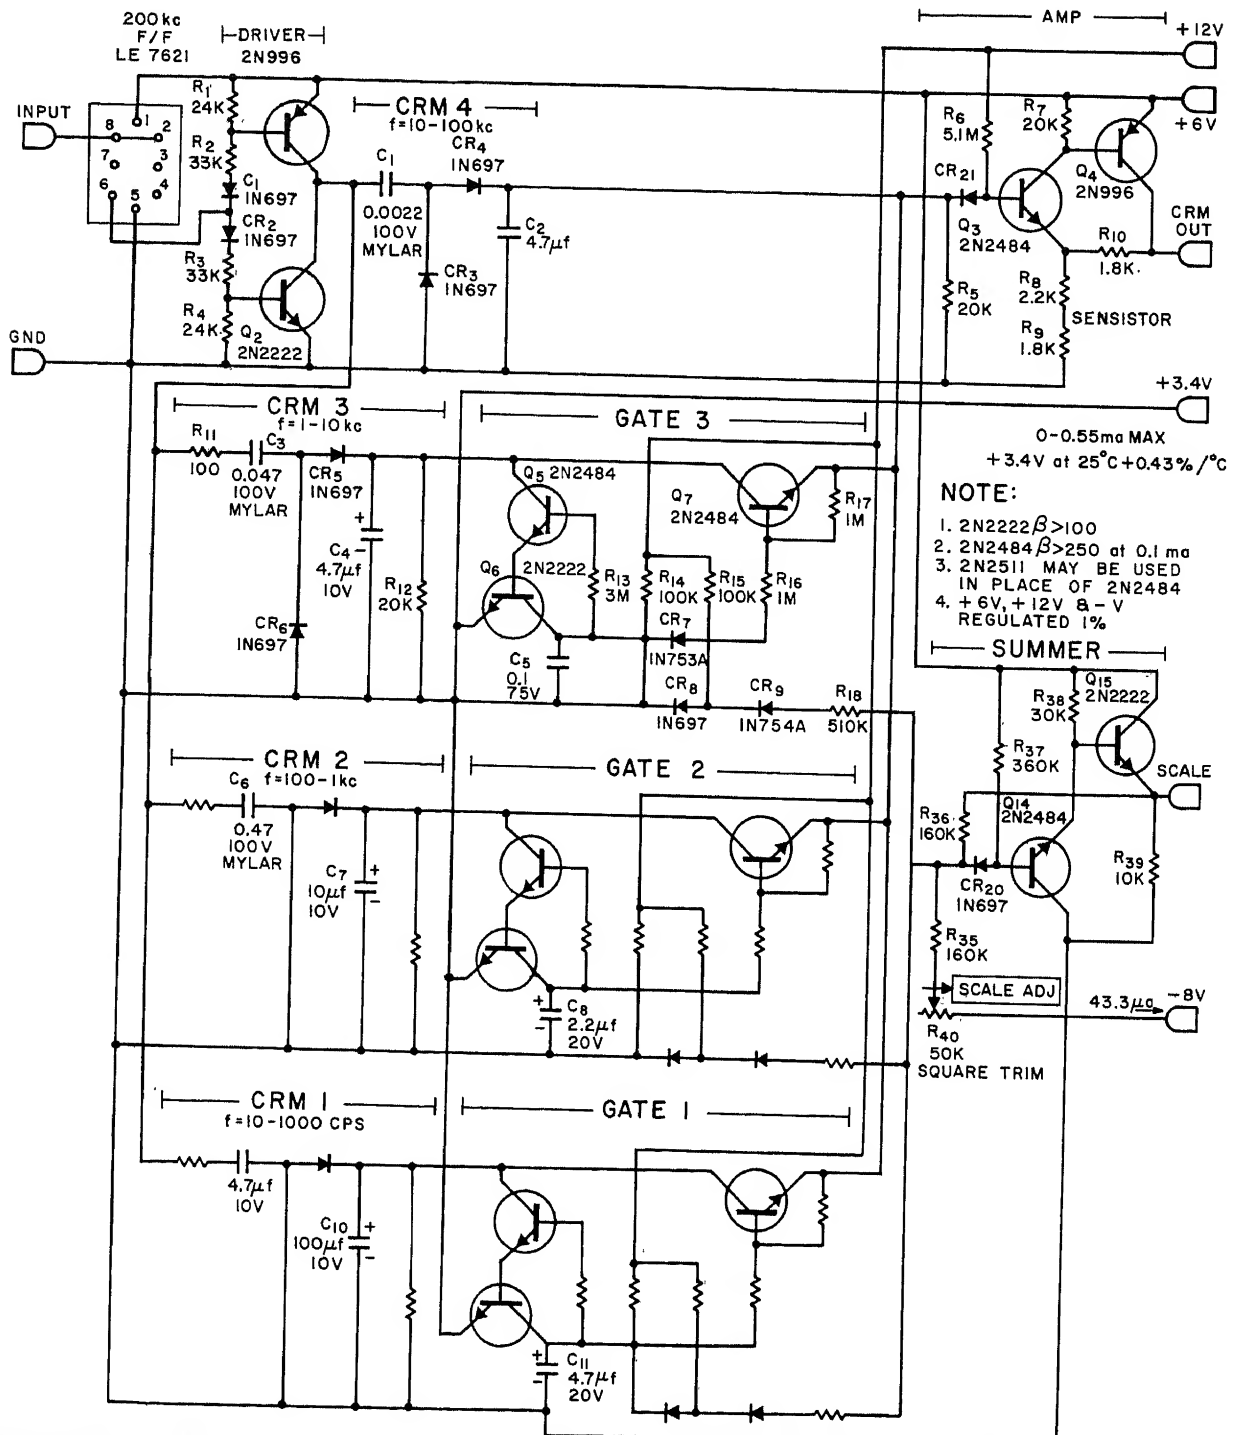 200 kc
F/F
LE 7621
DRIVER
2N996
AMP
+12V
INPUT
8
1
2
7
3
6
5
4
R1
24K
R2
33K
C1
1N697
CR2
1N697
R3
33K
R4
24K
Q2
2N2222
CRM 4
f=10-100kc
C1
0.0022
100V
MYLAR
CR4
1N697
CR3
1N697
C2
4.7μf
R6
5.1M
R7
20K
+6V
CR21
Q4
2N996
Q3
2N2484
CRM
OUT
R10
1.8K
R5
20K
R8
2.2K
SENSISTOR
R9
1.8K
GND
+3.4V
0-0.55ma MAX
+3.4V at 25°C+0.43%/°C
CRM 3
f=1-10kc
GATE 3
R11
100
C3
0.047
100V
MYLAR
CR5
1N697
C4
4.7μf
10V
+
-
R12
20K
CR6
1N697
Q5 2N2484
Q6
2N2222
R13
3M
C5
0.1
75V
R14
100K
R15
100K
Q7
2N2484
R16
1M
R17
1M
CR7
1N753A
CR8
1N697
CR9
1N754A
R18
510K
NOTE:
1. 2N2222 β>100
2. 2N2484 β>250 at 0.1 ma
3. 2N2511 MAY BE USED
IN PLACE OF 2N2484
4. +6V, +12V & -V
REGULATED 1%
SUMMER
Q15
2N2222
R38
30K
R37
360K
SCALE
R36
160K
Q14
2N2484
CR20
1N697
R39
10K
R35
160K
SCALE ADJ
43.3μa
-8V
R40
50K
SQUARE TRIM
CRM 2
f=100-1kc
GATE 2
C6
0.47
100V
MYLAR
C7
10μf
10V
+
-
+
-
C8
2.2μf
20V
CRM 1
f=10-1000 CPS
GATE 1
4.7μf
10V
C10
100μf
10V
+
-
+
-
C11
4.7μf
20V